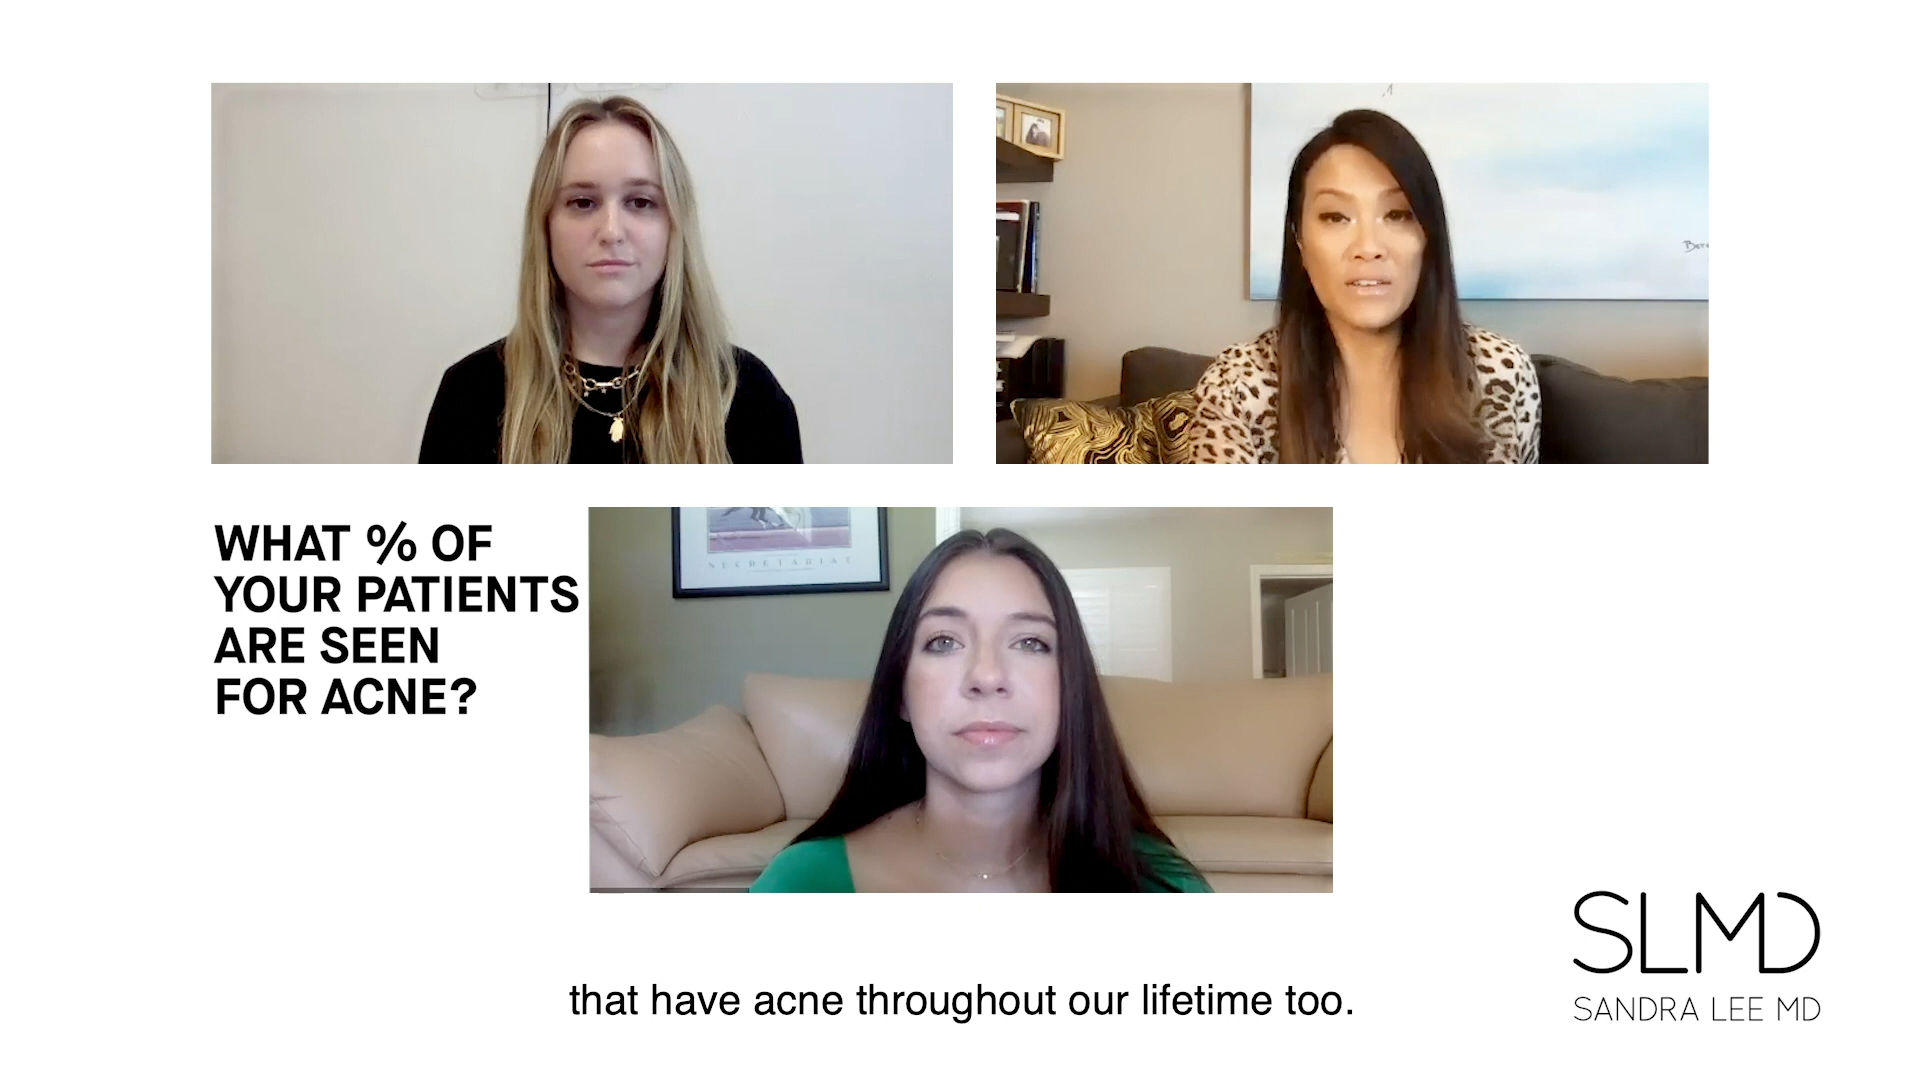 WHAT % OF
YOUR PATIENTS
ARE SEEN
FOR ACNE?
SECRETARIAT
that have acne throughout our lifetime too.
SLMD
SANDRA LEE MD